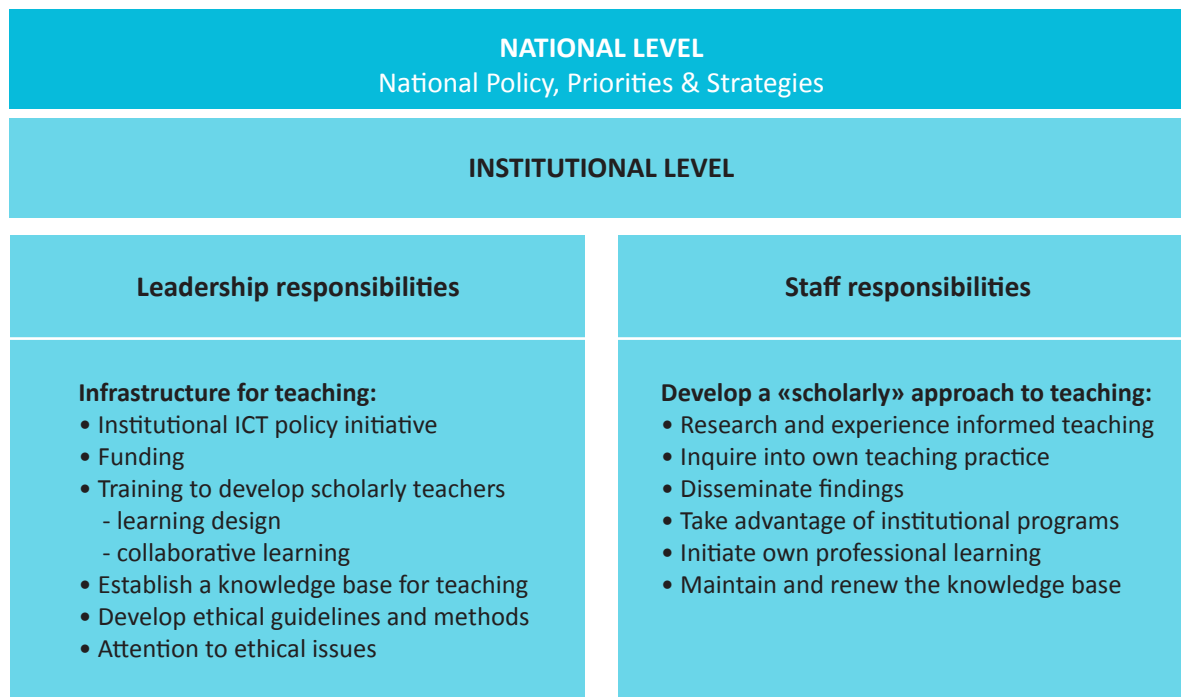 NATIONAL LEVEL
National Policy, Priorities & Strategies
INSTITUTIONAL LEVEL
Leadership responsibilities
Infrastructure for teaching:
• Institutional ICT policy initiative
• Funding
• Training to develop scholarly teachers
- learning design
- collaborative learning
• Establish a knowledge base for teaching
• Develop ethical guidelines and methods
• Attention to ethical issues
Staff responsibilities
Develop a «scholarly» approach to teaching:
• Research and experience informed teaching
• Inquire into own teaching practice
• Disseminate findings
• Take advantage of institutional programs
• Initiate own professional learning
• Maintain and renew the knowledge base